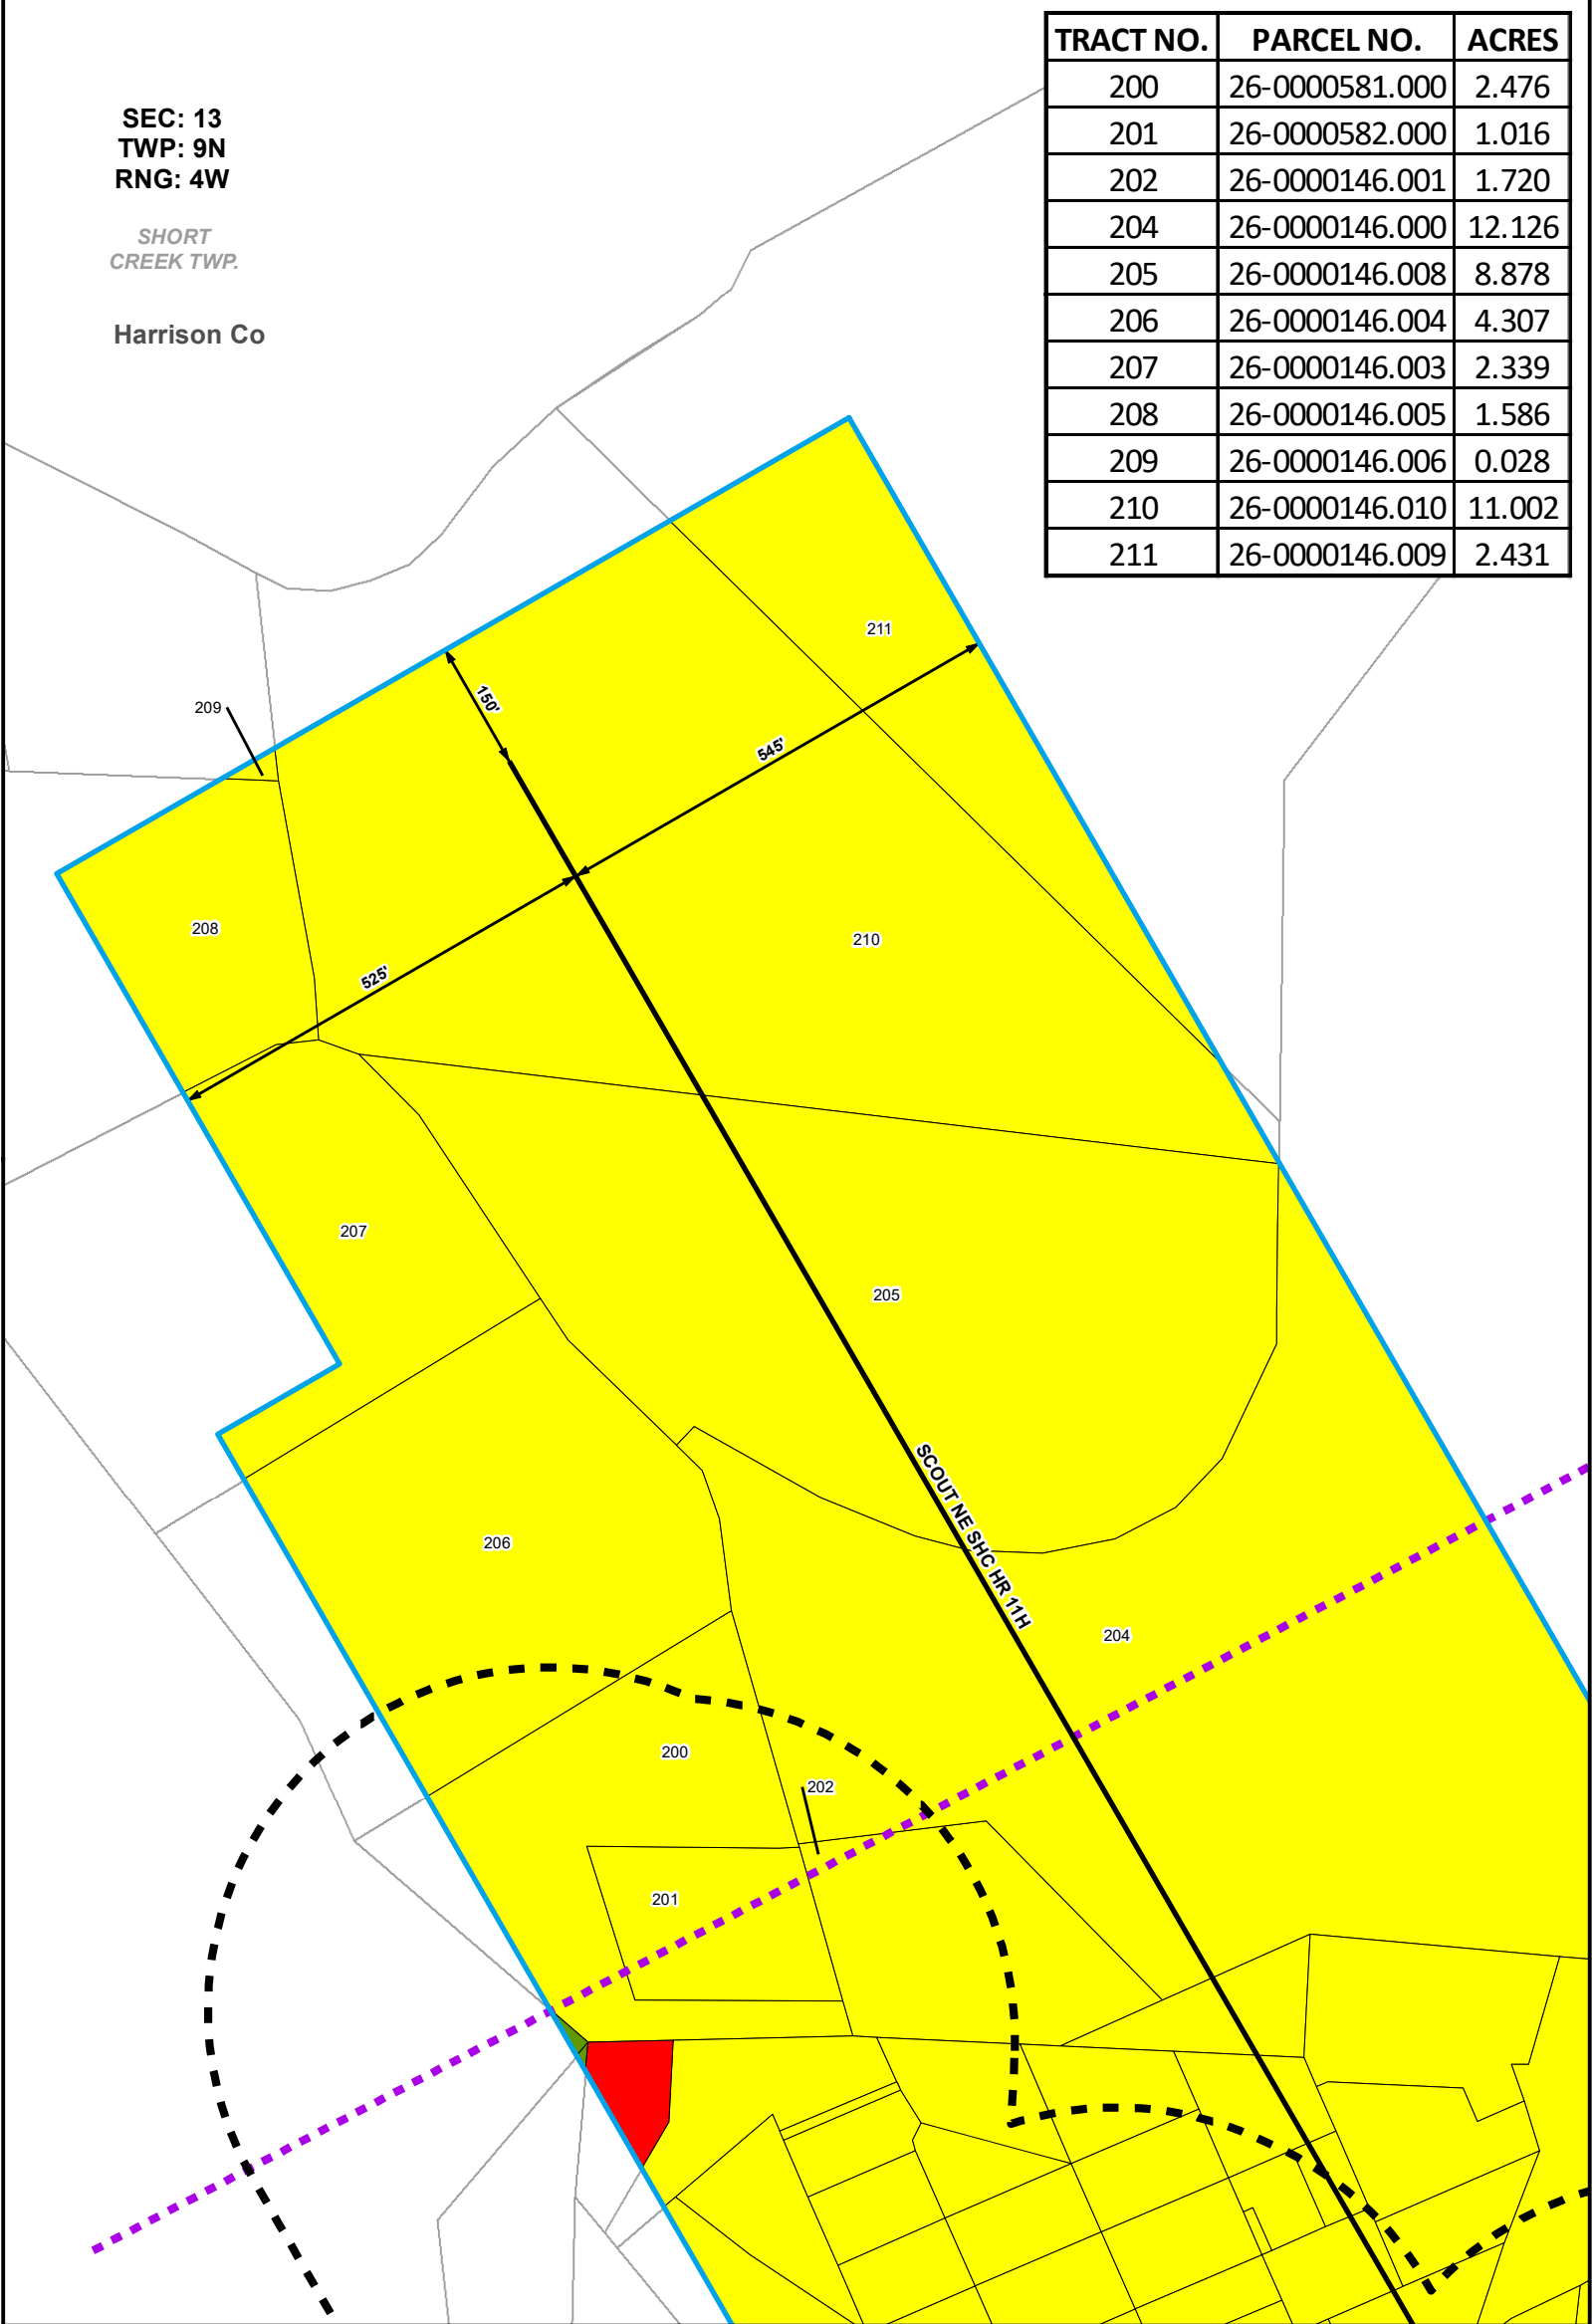 TRACT NO. PARCEL NO. ACRES
200 26-0000581.000 2.476
201 26-0000582.000 1.016
202 26-0000146.001 1.720
204 26-0000146.000 12.126
205 26-0000146.008 8.878
206 26-0000146.004 4.307
207 26-0000146.003 2.339
208 26-0000146.005 1.586
209 26-0000146.006 0.028
210 26-0000146.010 11.002
211 26-0000146.009 2.431
SEC: 13
TWP: 9N
RNG: 4W
SHORT
CREEK TWP.
Harrison Co
211
150'
209
545'
208
210
525'
207
205
SCOUT NE SHC HR 11H
206
204
200
202
201